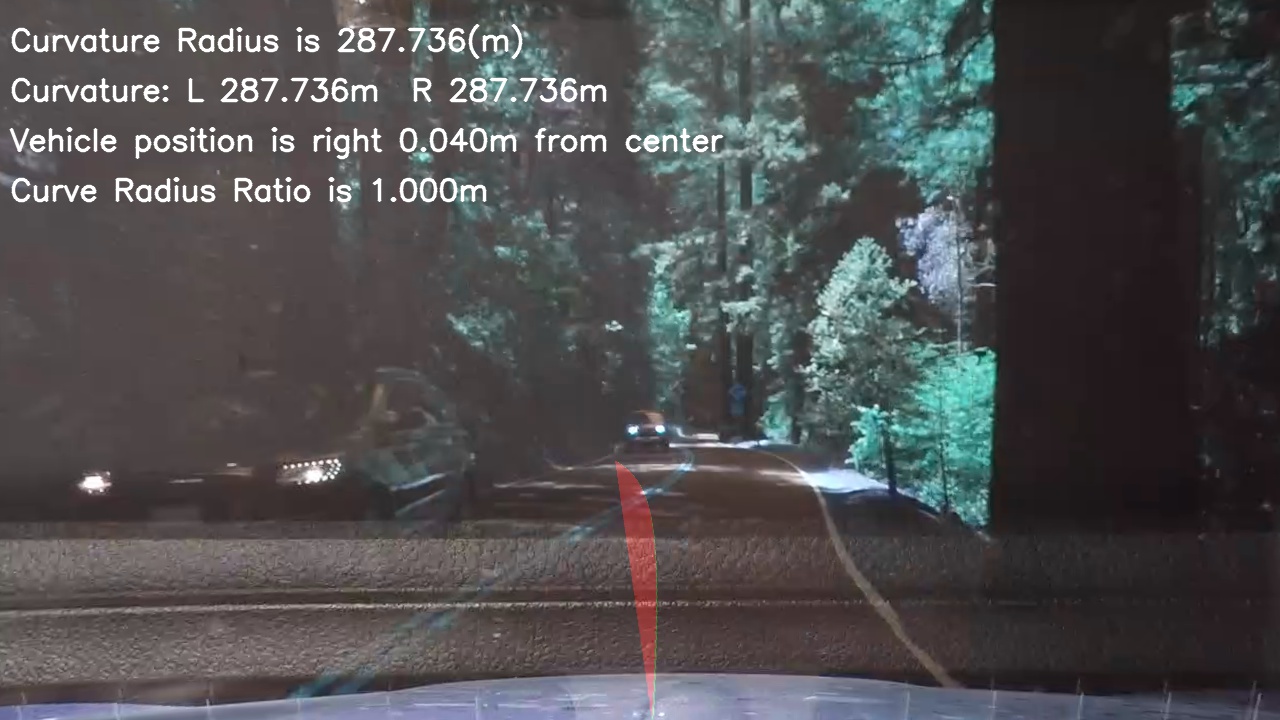 Curvature Radius is 287.736(m)
Curvature: L 287.736m R 287.736m
Vehicle position is right 0.040m from center
Curve Radius Ratio is 1.000m